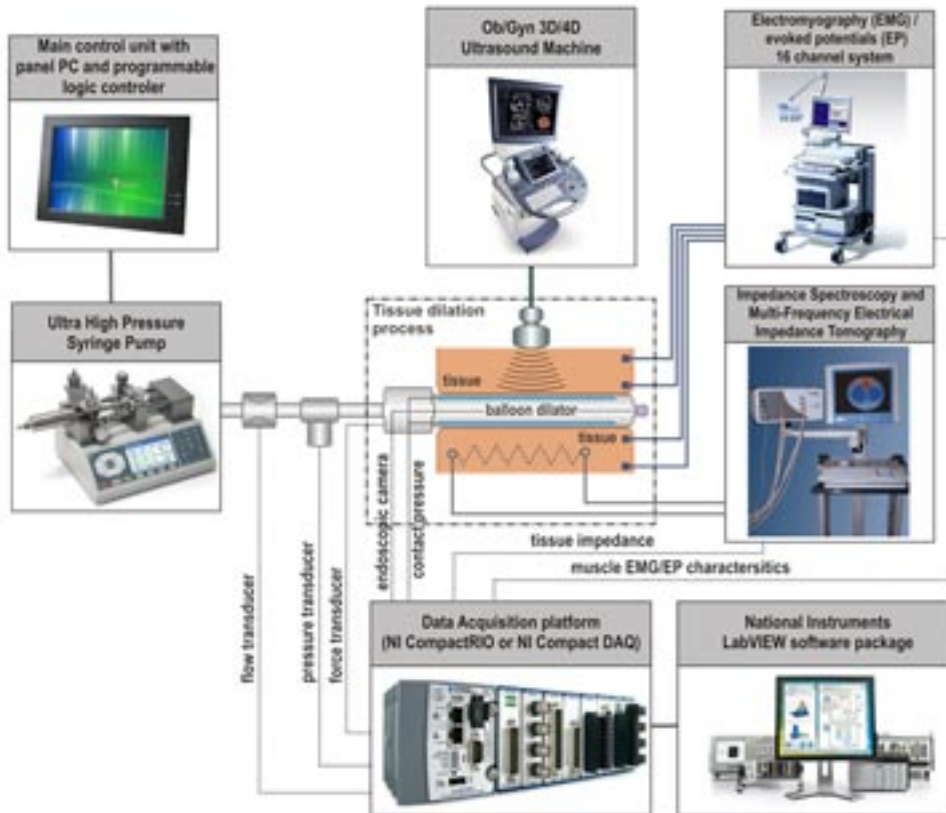 Main control unit with
panel PC and programmable
logic controler
Ob/Gyn 3D/4D
Ultrasound Machine
Electromyography (EMG) /
evoked potentials (EP)
16 channel system
Ultra High Pressure
Syringe Pump
Tissue dilation
process
tissue
balloon dilator
tissue
Impedance Spectroscopy and
Multi-Frequency Electrical
Impedance Tomography
flow transducer
pressure transducer
force transducer
endoscopic camera
contact pressure
tissue impedance
muscle EMG/EP charactersitics
Data Acquisition platform
(NI CompactRIO or NI Compact DAQ)
National Instruments
LabVIEW software package